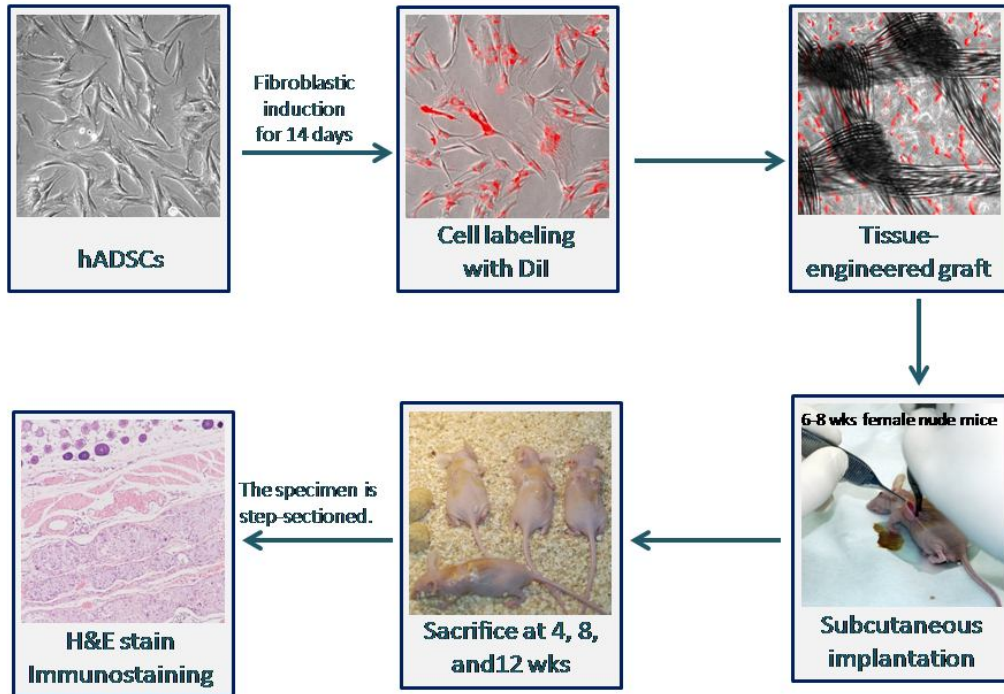 Fibroblastic
induction
for 14 days
hADSCs
Cell labeling
with DiI
Tissue-
engineered graft
6-8 wks female nude mice
Subcutaneous
implantation
Sacrifice at 4, 8,
and12 wks
The specimen is
step-sectioned.
H&E stain
Immunostaining